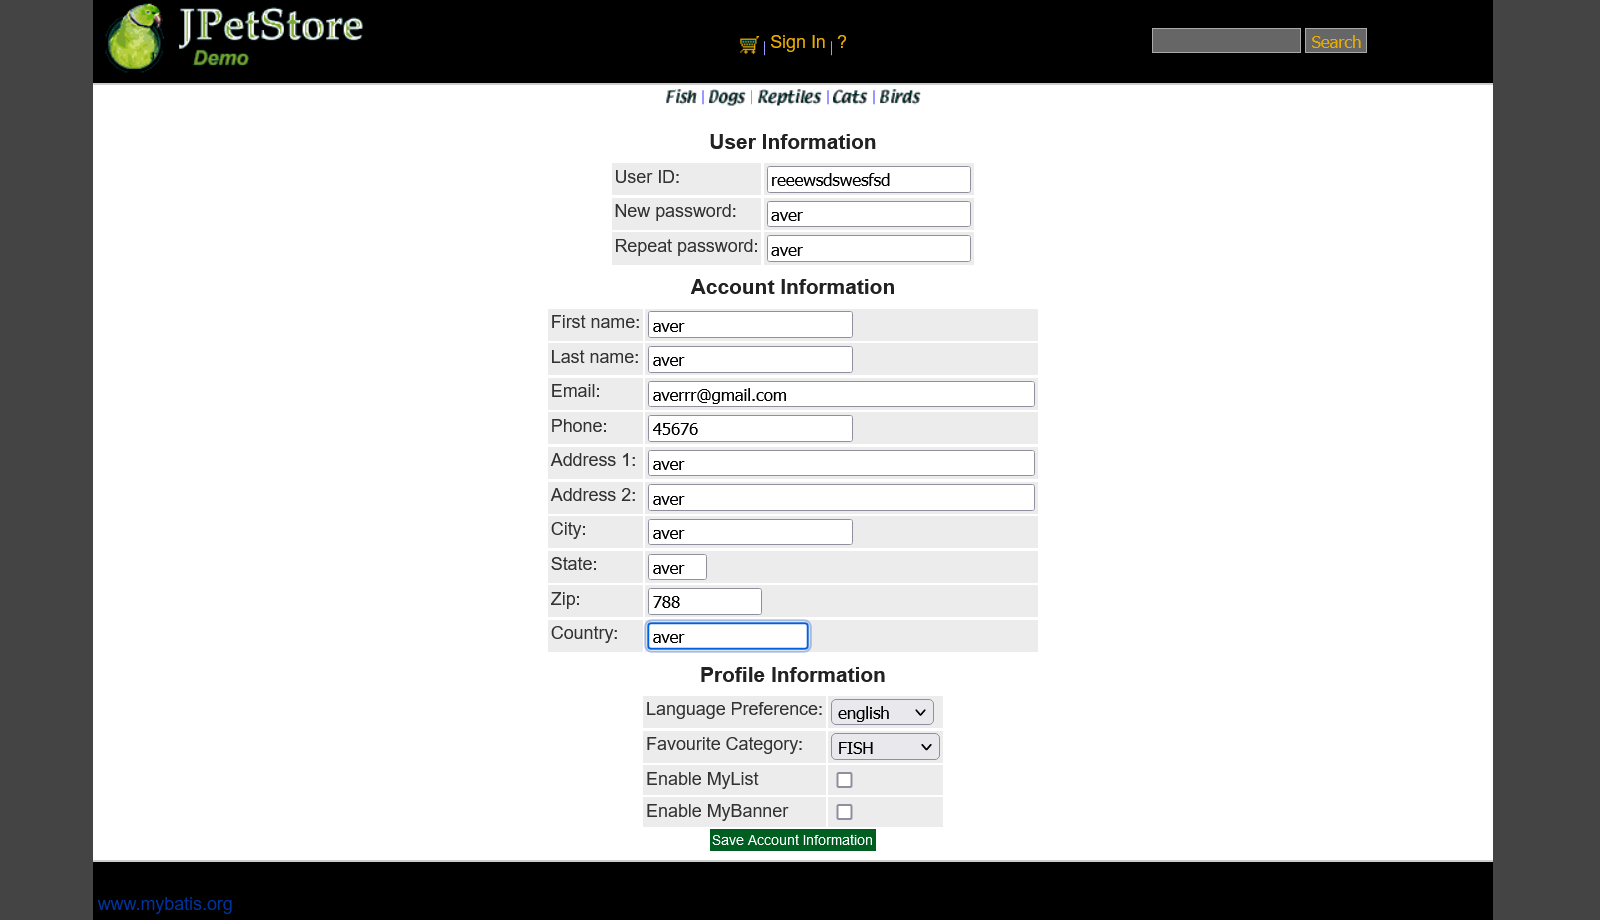 JPetStore
Demo
Sign In ?
Search
Fish Dogs Reptiles Cats Birds
User Information
User ID: reeewsdswesfsd
New password: aver
Repeat password: aver
Account Information
First name: aver
Last name: aver
Email: averrr@gmail.com
Phone: 45676
Address 1: aver
Address 2: aver
City: aver
State: aver
Zip: 788
Country: aver
Profile Information
Language Preference: english
Favourite Category: FISH
Enable MyList
Enable MyBanner
Save Account Information
www.mybatis.org